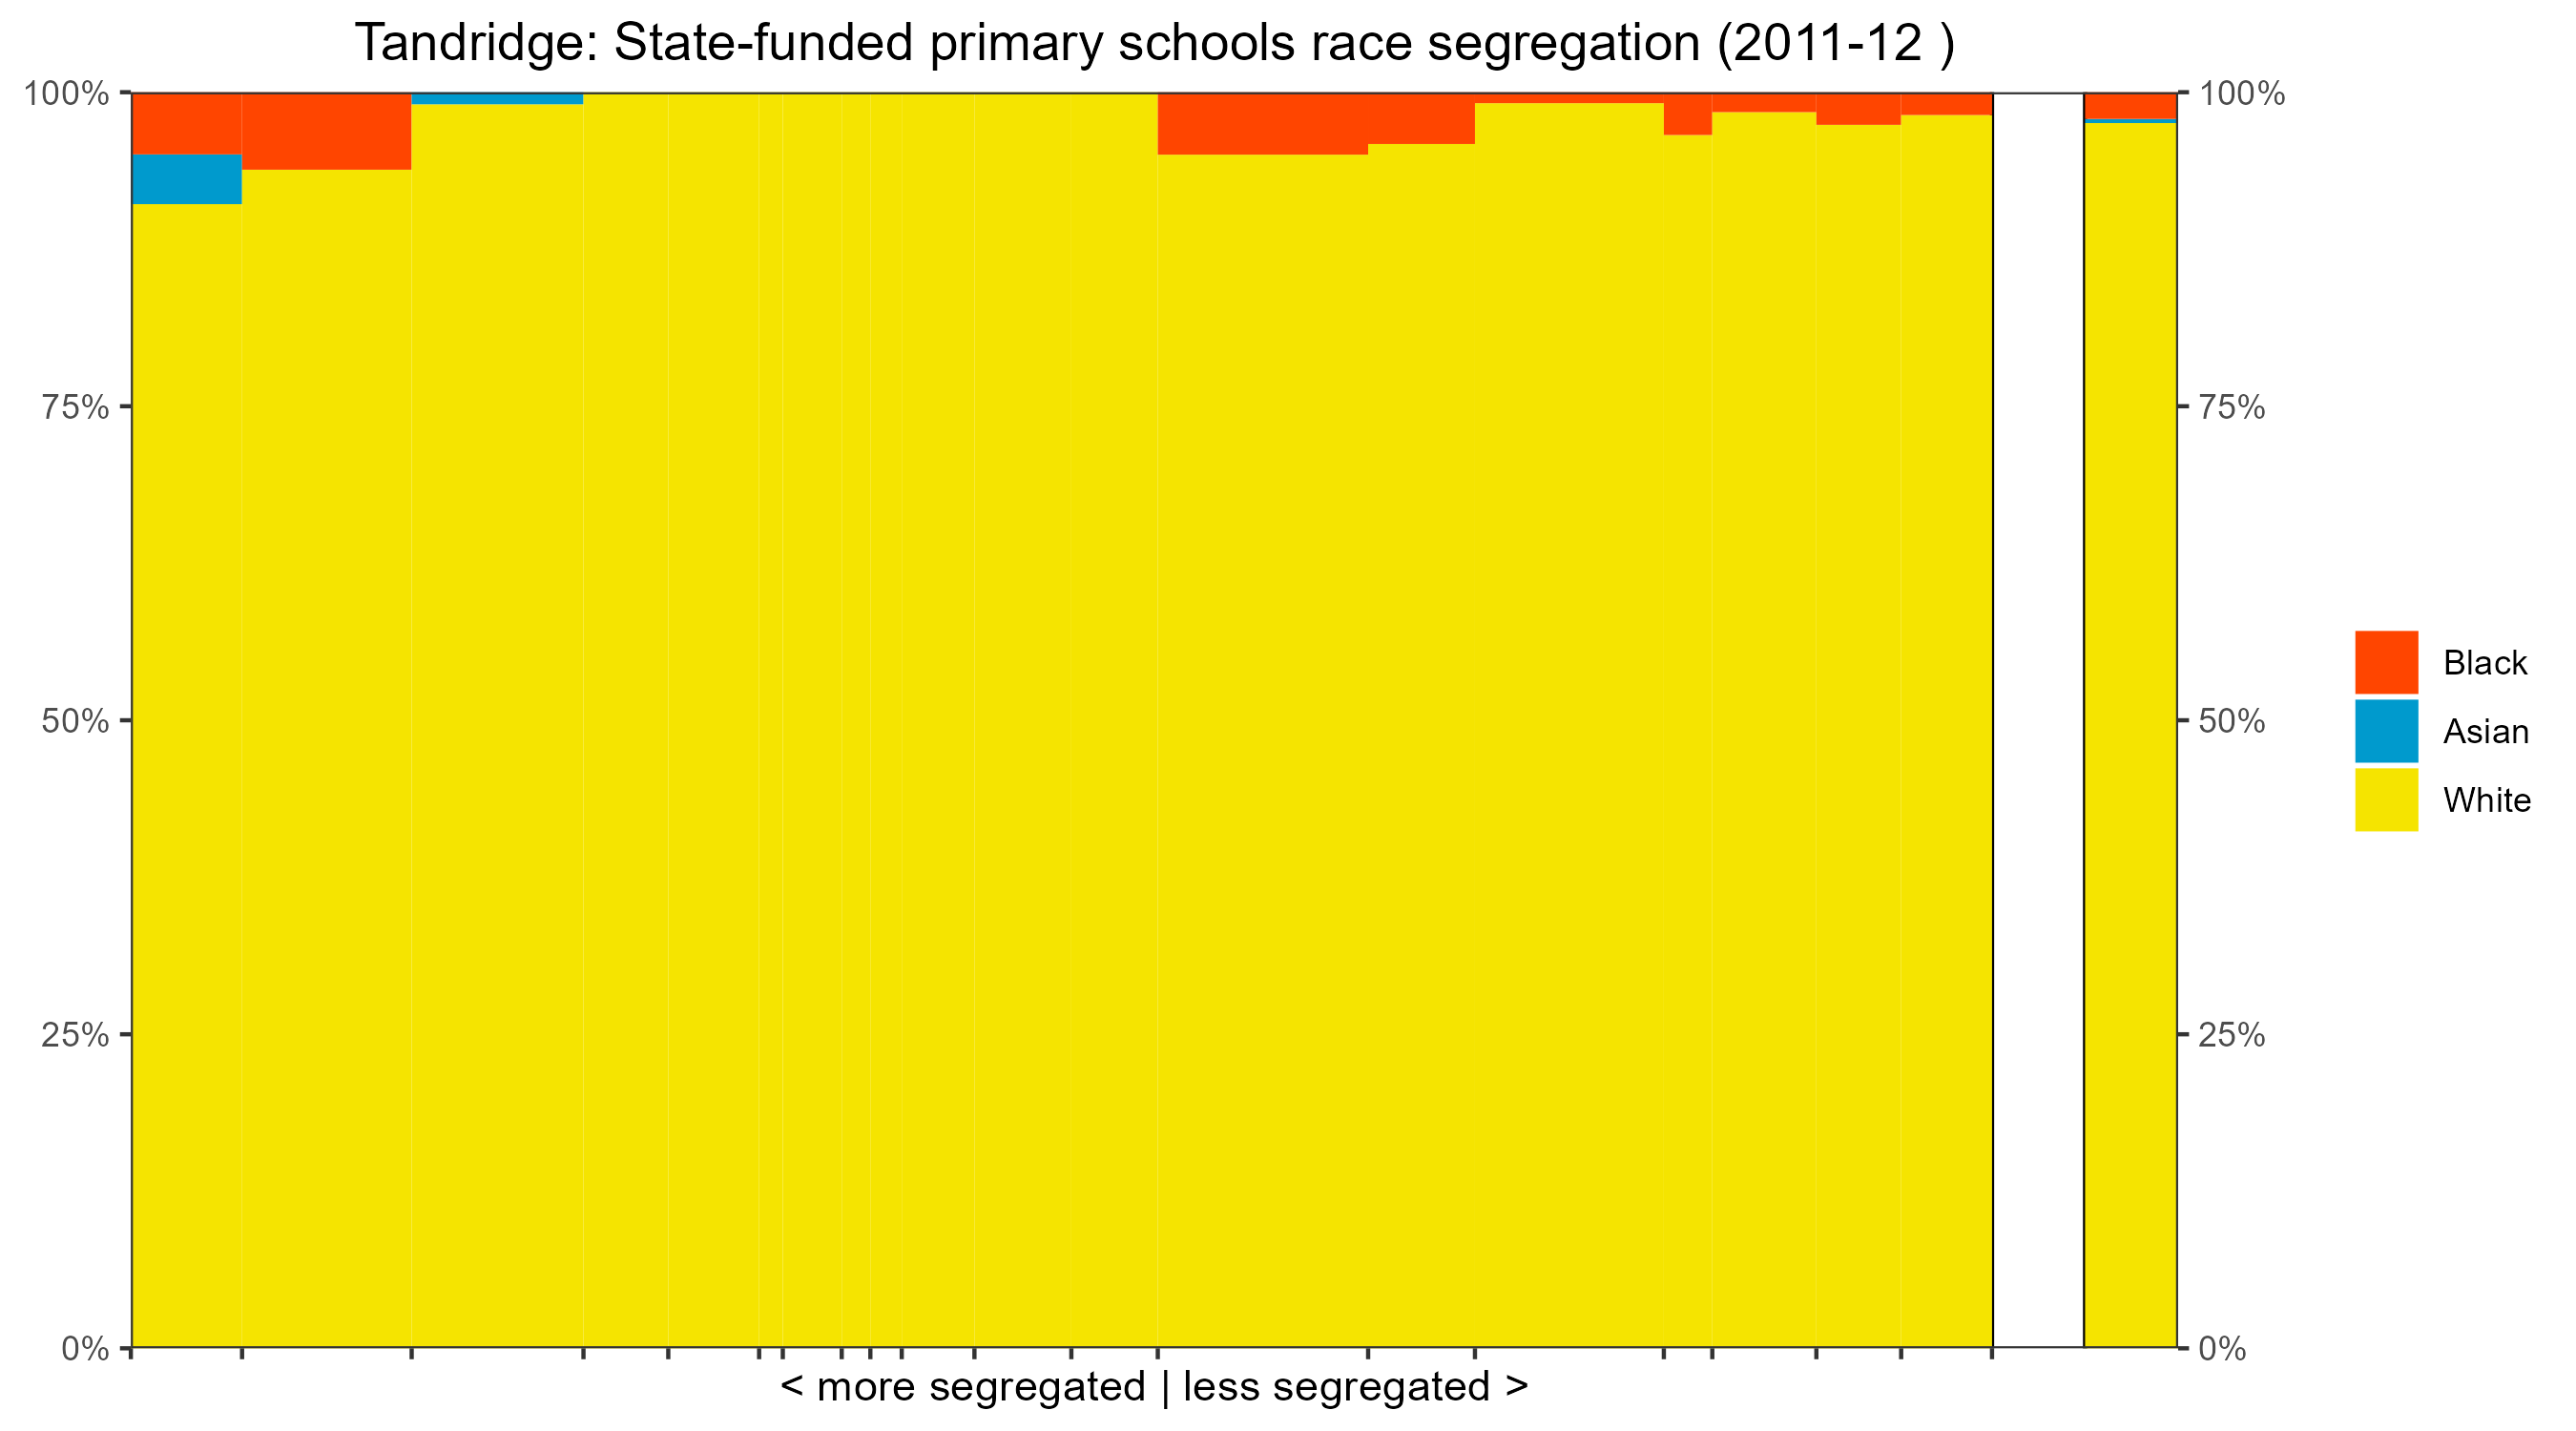 Tandridge: State-funded primary schools race segregation (2011-12 )
100%
75%
50%
25%
0%
100%
75%
50%
25%
0%
Black
Asian
White
< more segregated | less segregated >